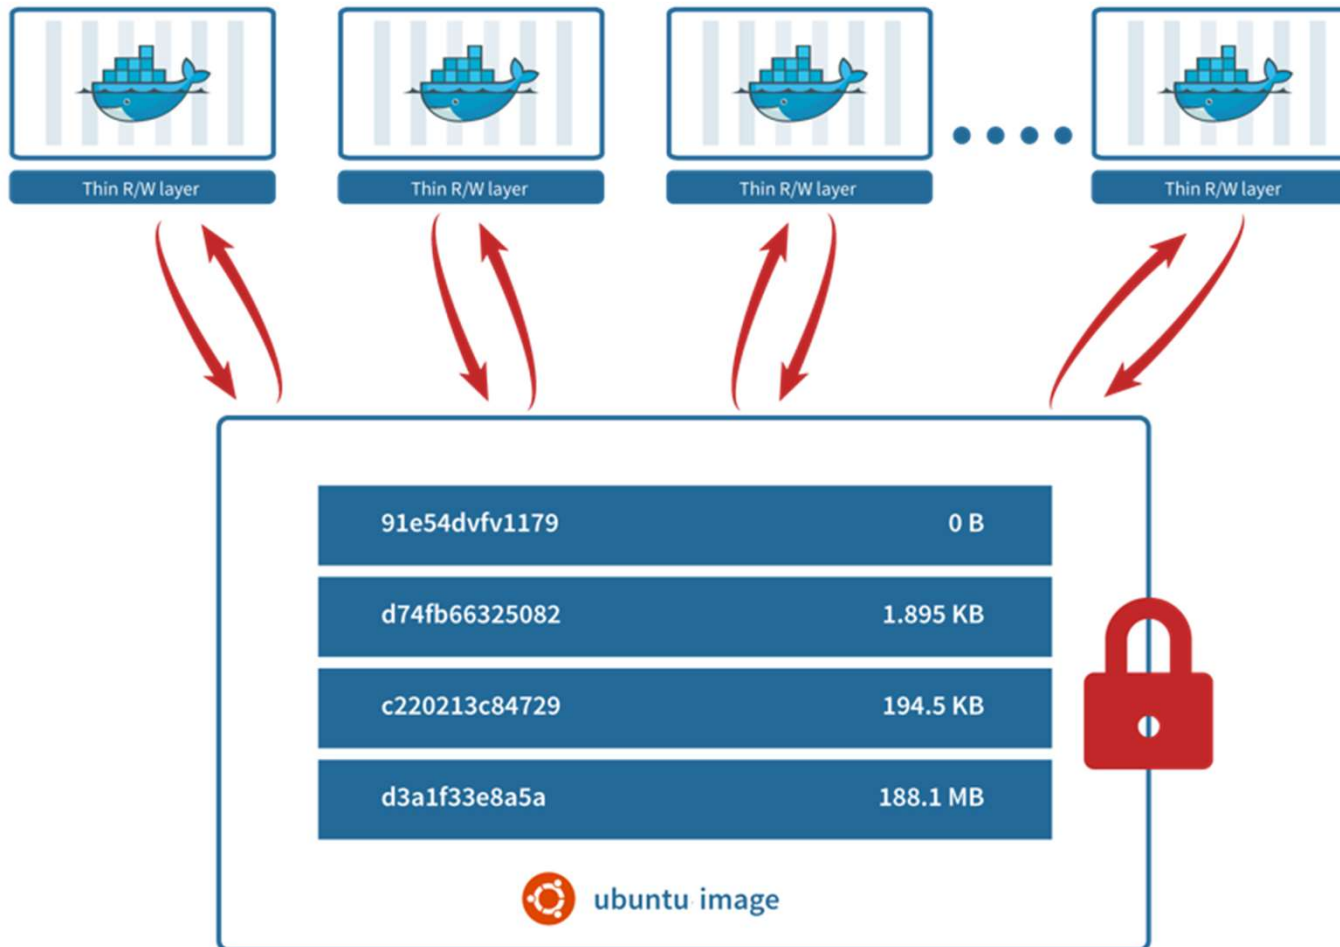 Thin R/W layer
Thin R/W layer
Thin R/W layer
Thin R/W layer
91e54dvfv1179 0 B
d74fb66325082 1.895 KB
c220213c84729 194.5 KB
d3a1f33e8a5a 188.1 MB
ubuntu image